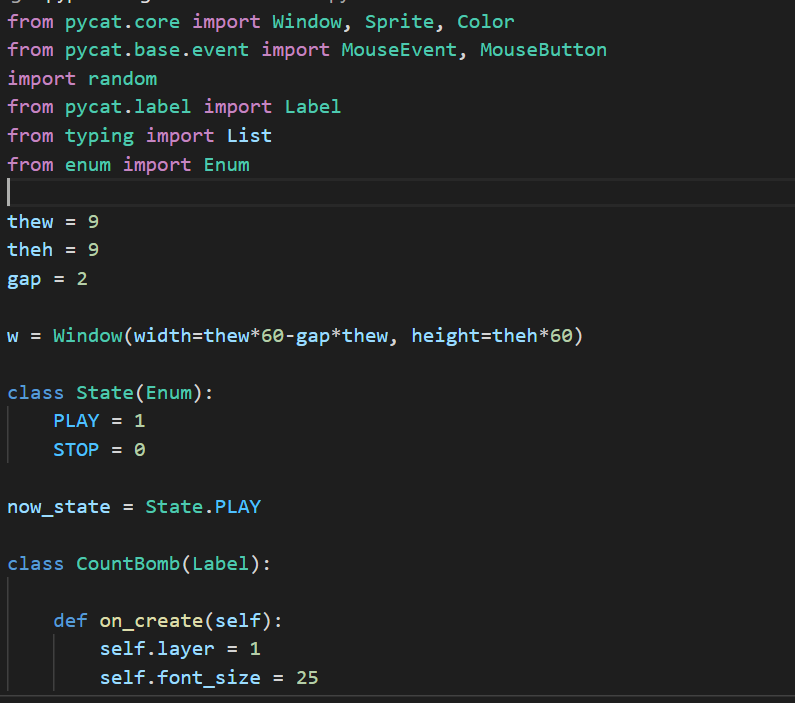 from pycat.core import Window, Sprite, Color
from pycat.base.event import MouseEvent, MouseButton
import random
from pycat.label import Label
from typing import List
from enum import Enum
thew = 9
theh = 9
gap = 2
w = Window(width=thew*60-gap*thew, height=theh*60)
class State(Enum):
    PLAY = 1
    STOP = 0
now_state = State.PLAY
class CountBomb(Label):
    def on_create(self):
        self.layer = 1
        self.font_size = 25